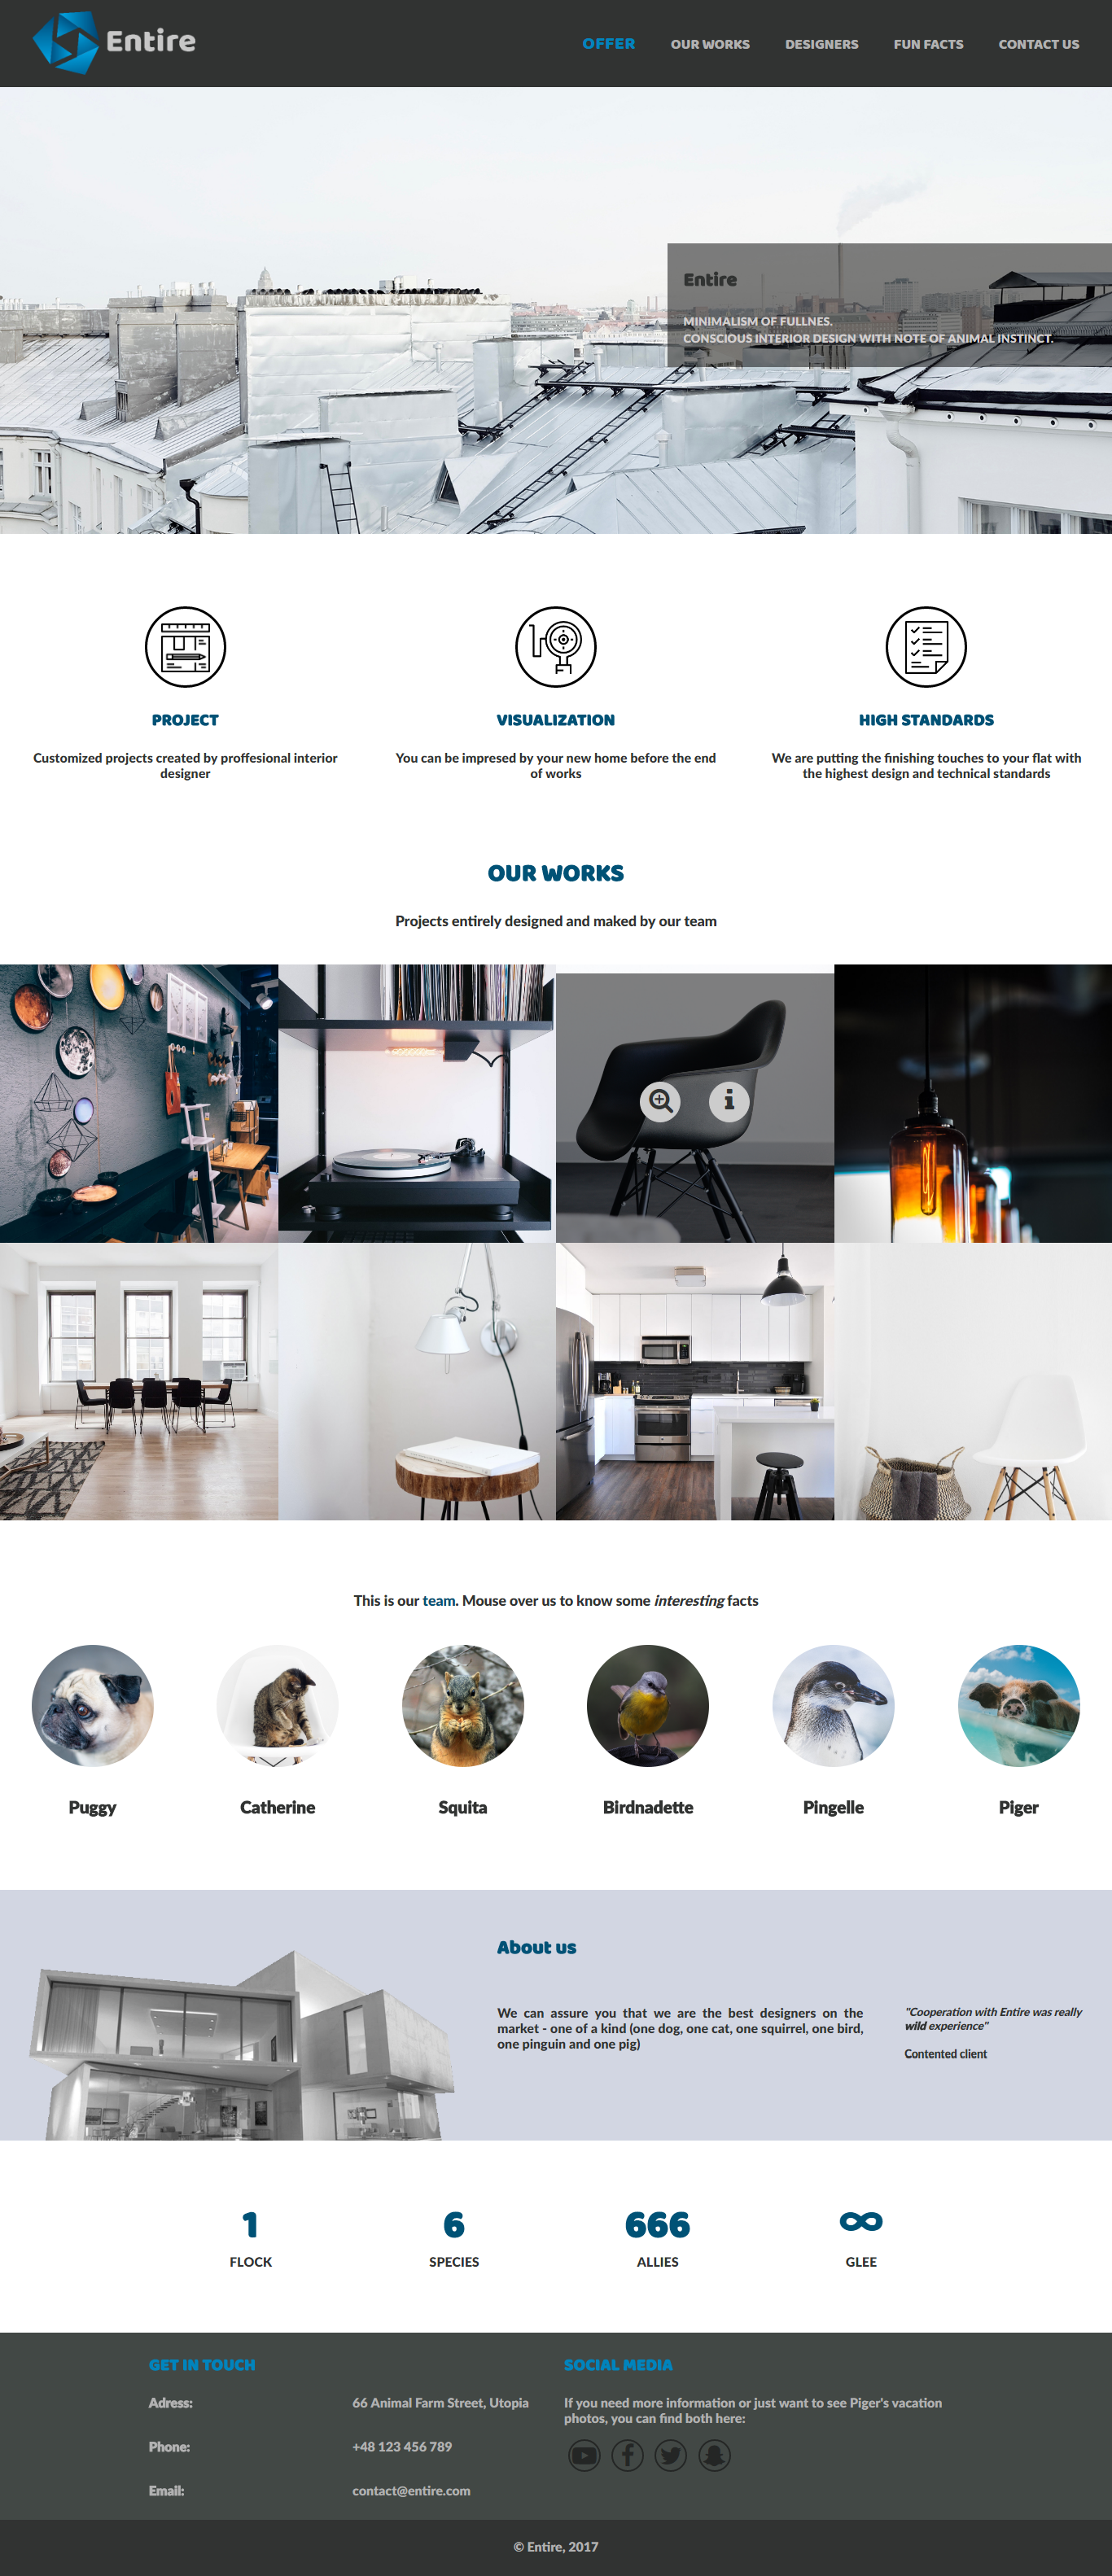 Entire
OFFER
OUR WORKS
DESIGNERS
FUN FACTS
CONTACT US
Entire
MINIMALISM OF FULLNES.
CONSCIOUS INTERIOR DESIGN WITH NOTE OF ANIMAL INSTINCT.
PROJECT
Customized projects created by proffesional interior
designer
VISUALIZATION
You can be impresed by your new home before the end
of works
HIGH STANDARDS
We are putting the finishing touches to your flat with
the highest design and technical standards
OUR WORKS
Projects entirely designed and maked by our team
This is our team. Mouse over us to know some interesting facts
Puggy
Catherine
Squita
Birdnadette
Pingelle
Piger
About us
We can assure you that we are the best designers on the
market - one of a kind (one dog, one cat, one squirrel, one bird,
one pinguin and one pig)
"Cooperation with Entire was really
wild experience"
Contented client
1
FLOCK
6
SPECIES
666
ALLIES
∞
GLEE
GET IN TOUCH
Adress:
66 Animal Farm Street, Utopia
Phone:
+48 123 456 789
Email:
contact@entire.com
SOCIAL MEDIA
If you need more information or just want to see Piger's vacation
photos, you can find both here:
© Entire, 2017